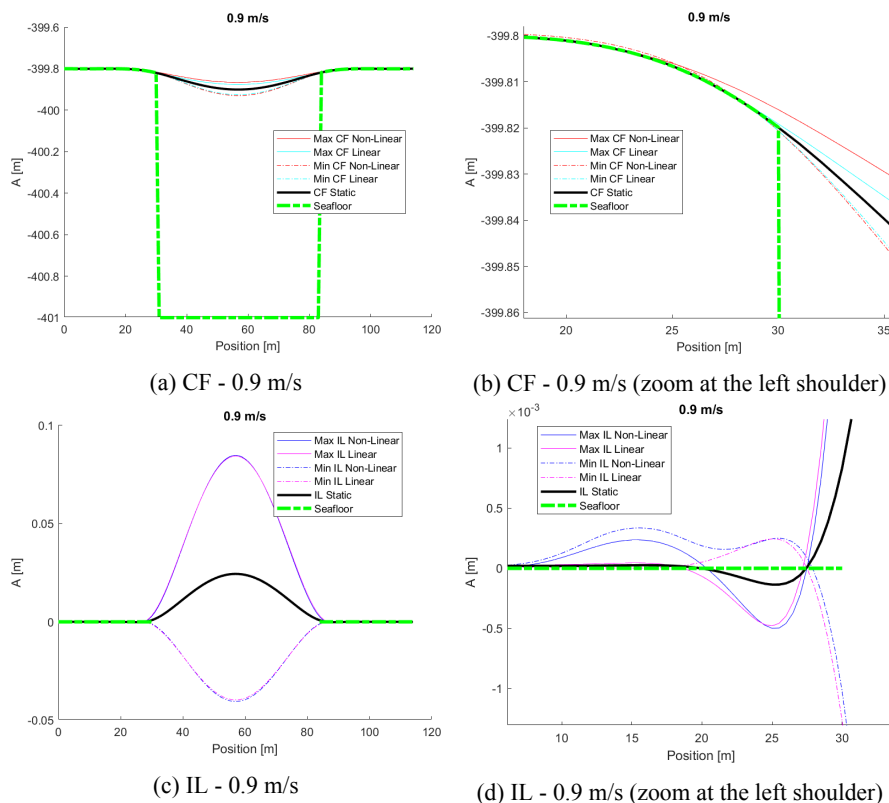 0.9 m/s
-399.6
-399.8
-400
-400.2
-400.4
-400.6
-400.8
-401
A [m]
Max CF Non-Linear
Max CF Linear
Min CF Non-Linear
Min CF Linear
CF Static
Seafloor
0 20 40 60 80 100 120
Position [m]
(a) CF - 0.9 m/s
0.9 m/s
-399.8
-399.81
-399.82
-399.83
-399.84
-399.85
-399.86
A [m]
Max CF Non-Linear
Max CF Linear
Min CF Non-Linear
Min CF Linear
CF Static
Seafloor
20 25 30 35
Position [m]
(b) CF - 0.9 m/s (zoom at the left shoulder)
0.9 m/s
0.1
0.05
0
-0.05
A [m]
Max IL Non-Linear
Max IL Linear
Min IL Non-Linear
Min IL Linear
IL Static
Seafloor
0 20 40 60 80 100 120
Position [m]
(c) IL - 0.9 m/s
×10⁻³
0.9 m/s
1
0.5
0
-0.5
-1
A [m]
Max IL Non-Linear
Max IL Linear
Min IL Non-Linear
Min IL Linear
IL Static
Seafloor
10 15 20 25 30
Position [m]
(d) IL - 0.9 m/s (zoom at the left shoulder)